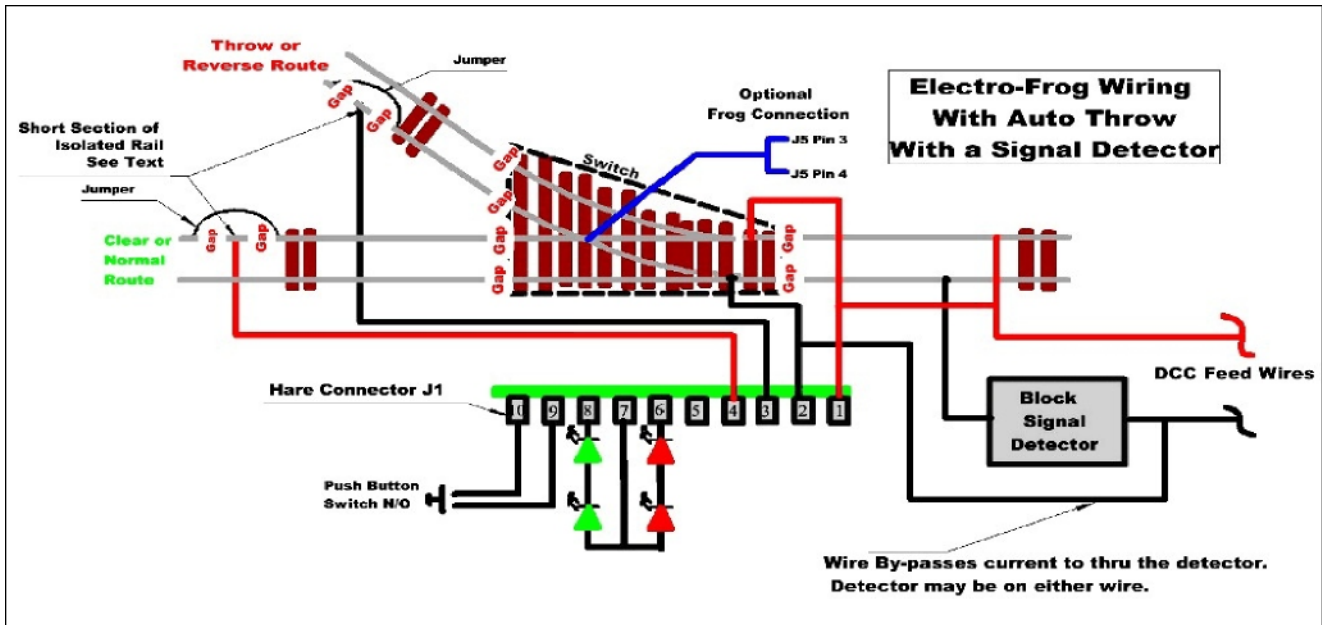 Throw or
Reverse Route
Jumper
Gap
Gap
Short Section of
Isolated Rail
See Text
Jumper
Gap
Gap
Clear or
Normal
Route
Optional
Frog Connection
J5 Pin 3
J5 Pin 4
Electro-Frog Wiring
With Auto Throw
With a Signal Detector
Switch
Gap
Gap
Gap
Gap
Gap
Gap
DCC Feed Wires
Block
Signal
Detector
Hare Connector J1
10 9 8 7 6 5 4 3 2 1
Push Button
Switch N/O
Wire By-passes current to thru the detector.
Detector may be on either wire.